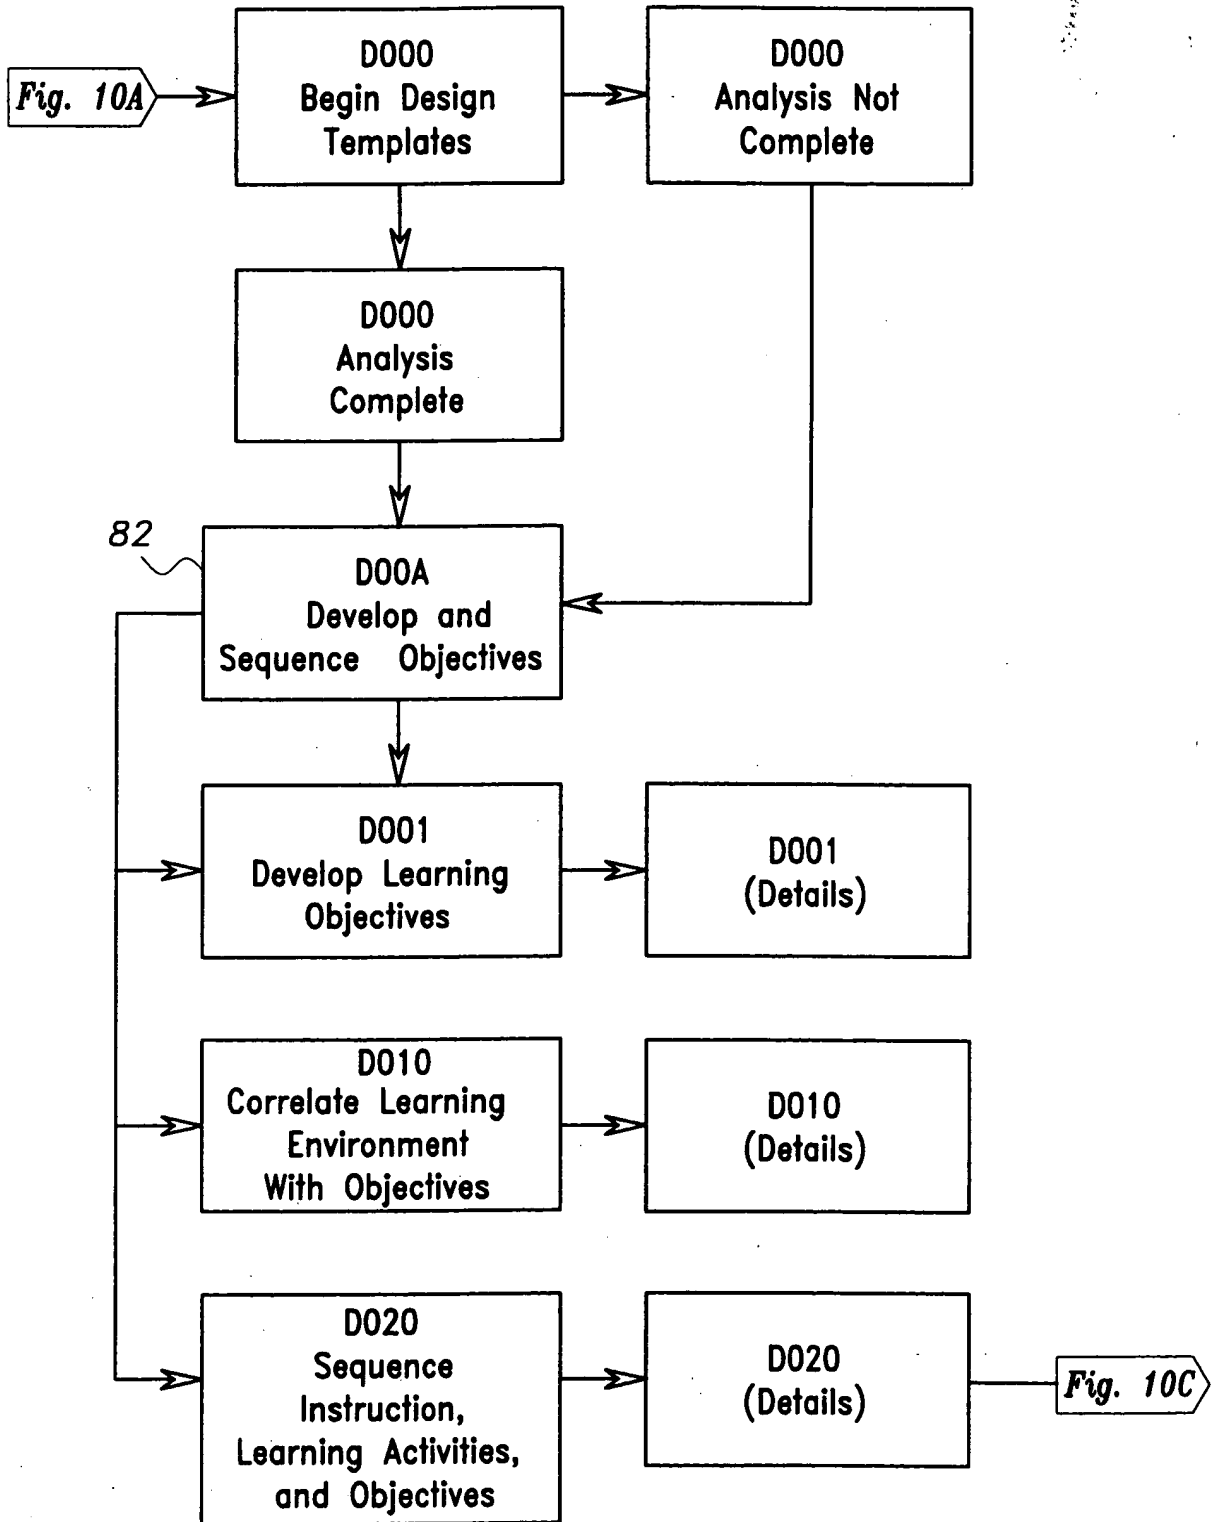 Fig. 10A
D000
Begin Design
Templates
D000
Analysis Not
Complete
D000
Analysis
Complete
82
D00A
Develop and
Sequence Objectives
D001
Develop Learning
Objectives
D001
(Details)
D010
Correlate Learning
Environment
With Objectives
D010
(Details)
D020
Sequence
Instruction,
Learning Activities,
and Objectives
D020
(Details)
Fig. 10C